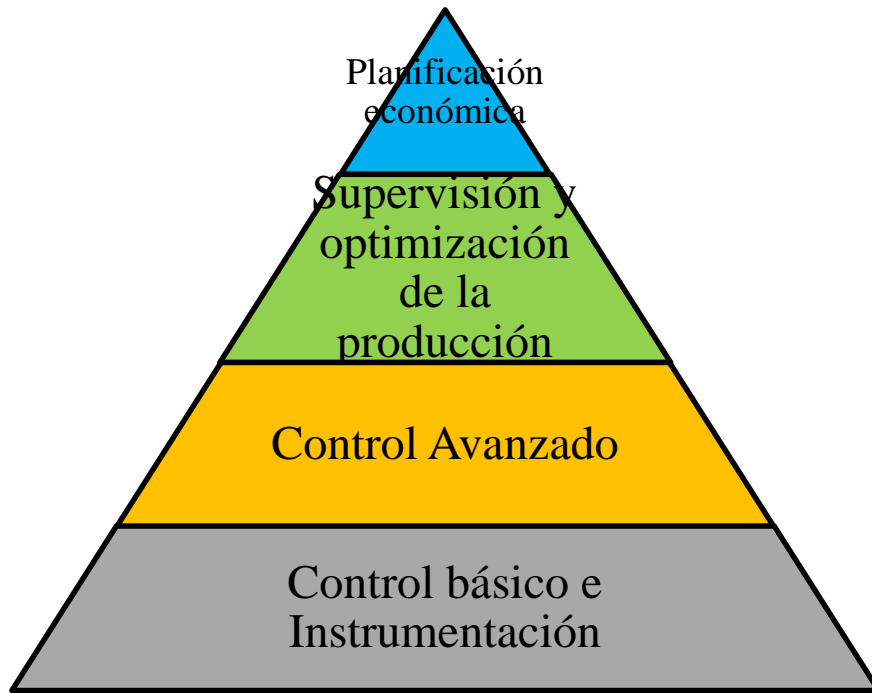 Planificación
económica
Supervisión y
optimización
de la
producción
Control Avanzado
Control básico e
Instrumentación